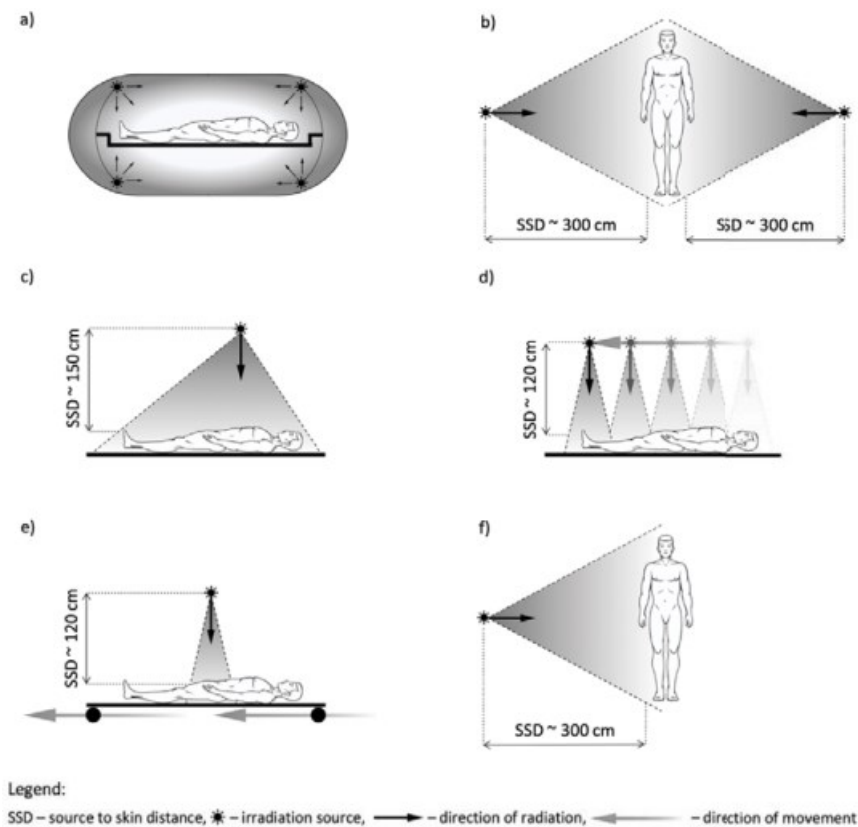 a)
b)
SSD ~ 300 cm
SSD ~ 300 cm
c)
SSD ~ 150 cm
d)
SSD ~ 120 cm
e)
SSD ~ 120 cm
f)
SSD ~ 300 cm
Legend:
SSD – source to skin distance, – irradiation source, – direction of radiation, – direction of movement